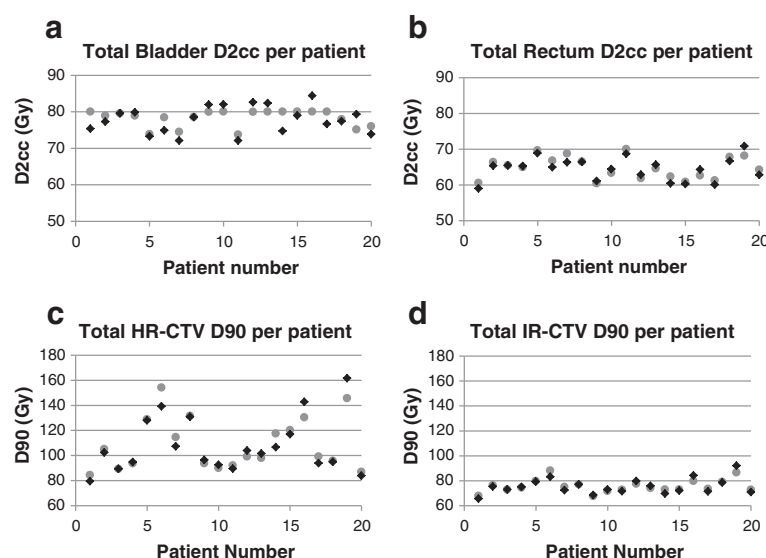 a
Total Bladder D2cc per patient
D2cc (Gy)
90
80
70
60
50
0 5 10 15 20
Patient number
b
Total Rectum D2cc per patient
D2cc (Gy)
90
80
70
60
50
0 5 10 15 20
Patient number
c
Total HR-CTV D90 per patient
D90 (Gy)
180
160
140
120
100
80
60
0 5 10 15 20
Patient Number
d
Total IR-CTV D90 per patient
D90 (Gy)
180
160
140
120
100
80
60
0 5 10 15 20
Patient Number